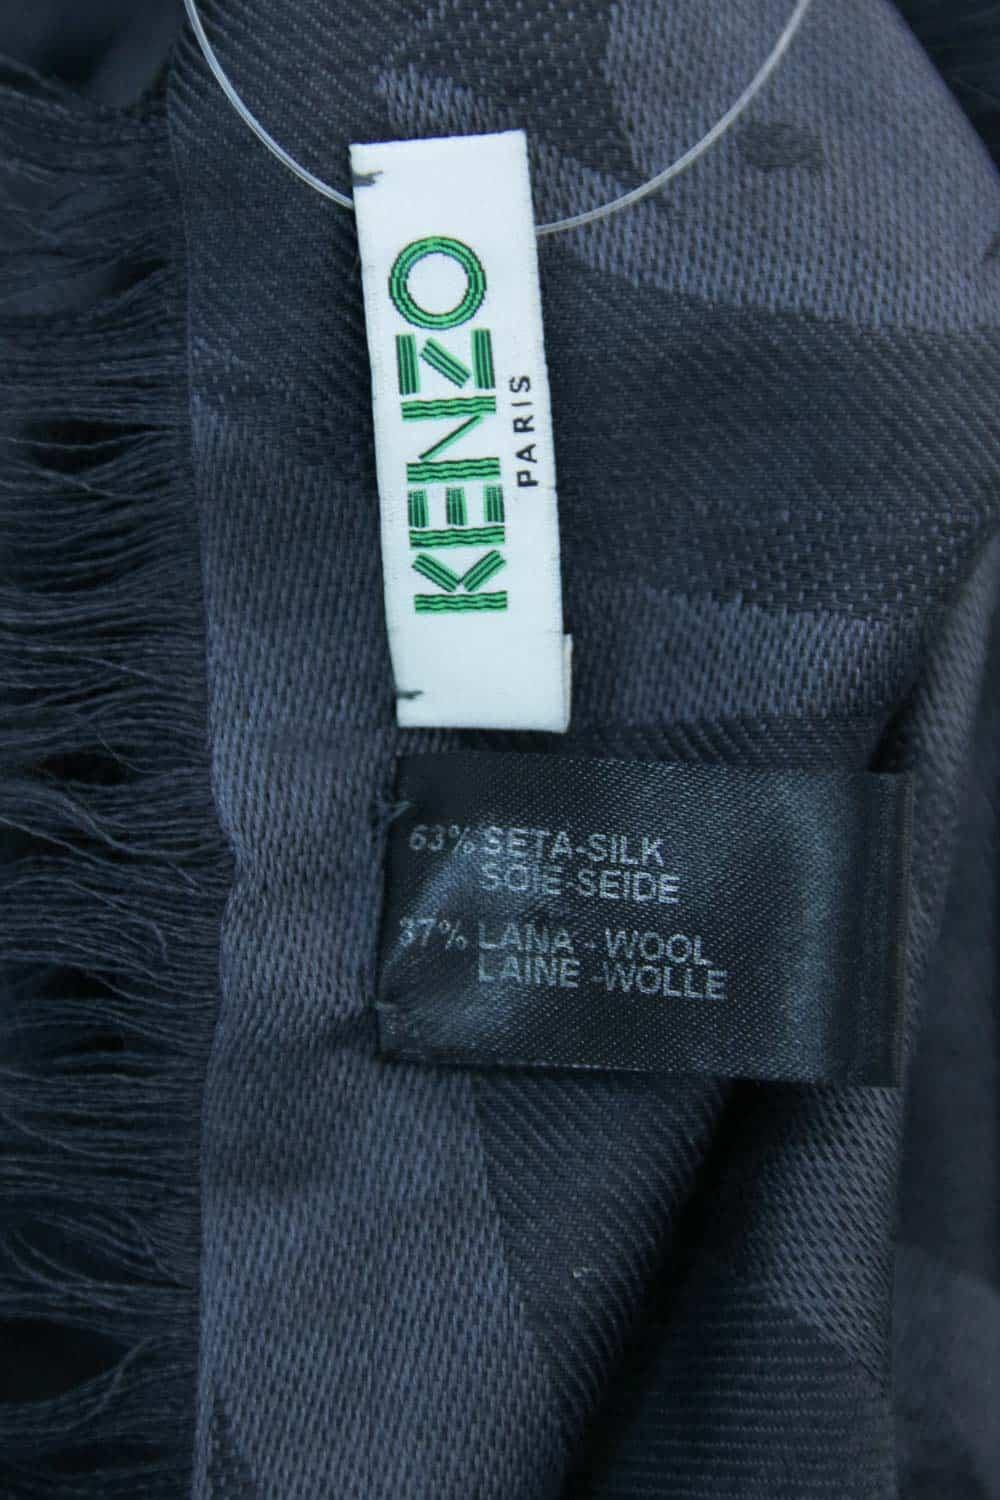 KENZO
PARIS
63% SETA-SILK
SOIE-SEIDE
37% LANA - WOOL
LAINE -WOLLE